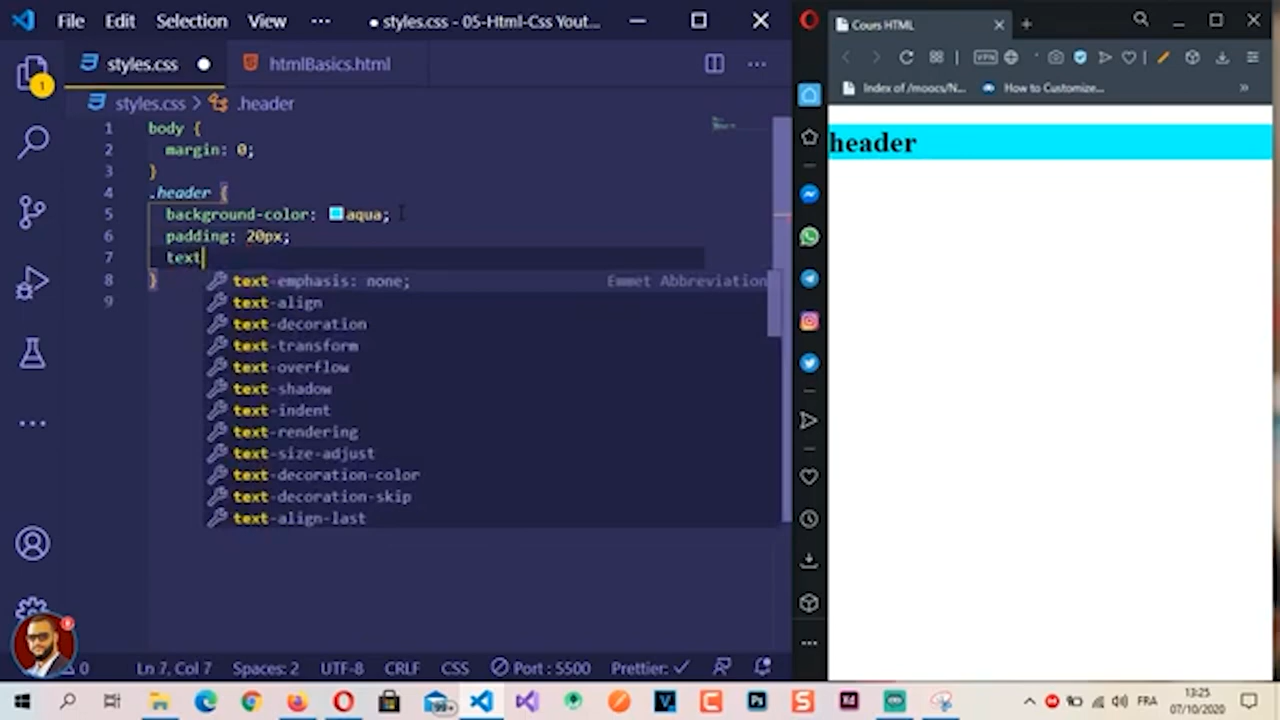 File Edit Selection View ··· ● styles.css - 05-Html-Css Yout...
styles.css ● htmlBasics.html
styles.css > .header
1 body {
2 margin: 0;
3 }
4 .header {
5 background-color: aqua;
6 padding: 20px;
7 text
8 }
9
text-emphasis: none; Emmet Abbreviation
text-align
text-decoration
text-transform
text-overflow
text-shadow
text-indent
text-rendering
text-size-adjust
text-decoration-color
text-decoration-skip
text-align-last
1
0 Ln 7, Col 7 Spaces: 2 UTF-8 CRLF CSS Port : 5500 Prettier: ✓
Cours HTML
VPN
Index of /moocs/N... How to Customize... »
header
99+
FRA
13:25
07/10/2020